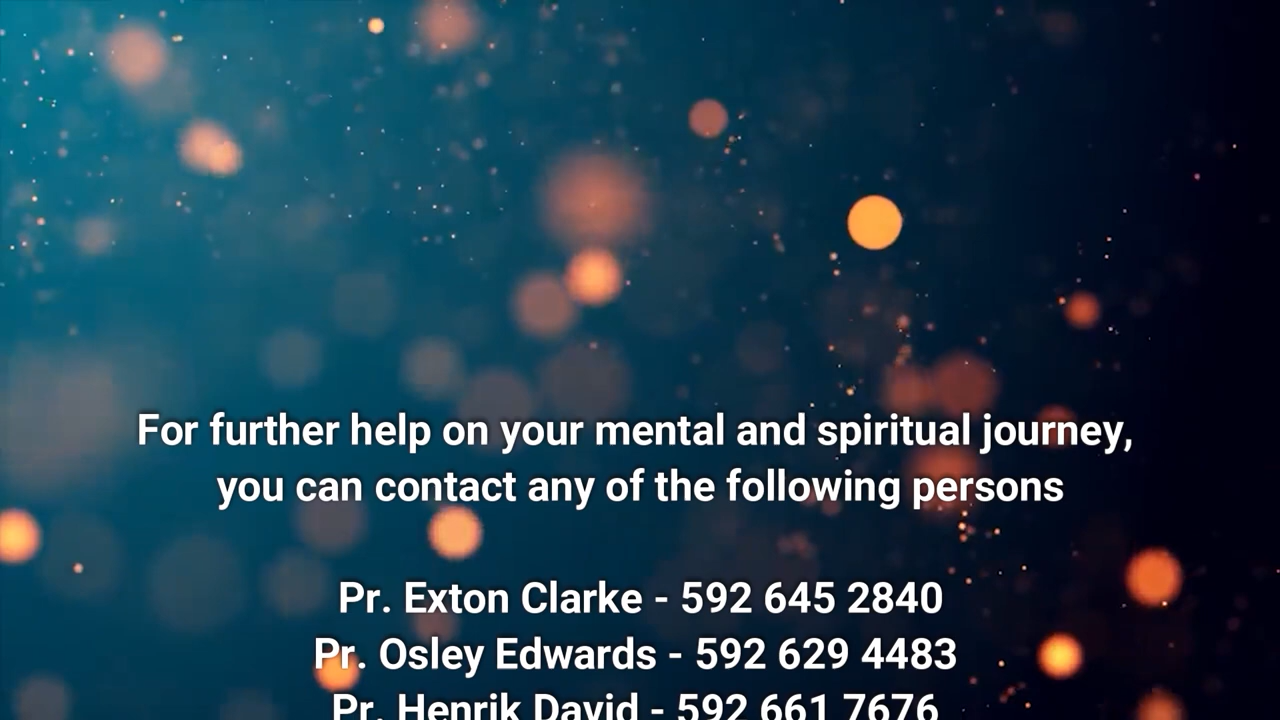 For further help on your mental and spiritual journey,
you can contact any of the following persons
Pr. Exton Clarke - 592 645 2840
Pr. Osley Edwards - 592 629 4483
Pr. Henrik David - 592 661 7676